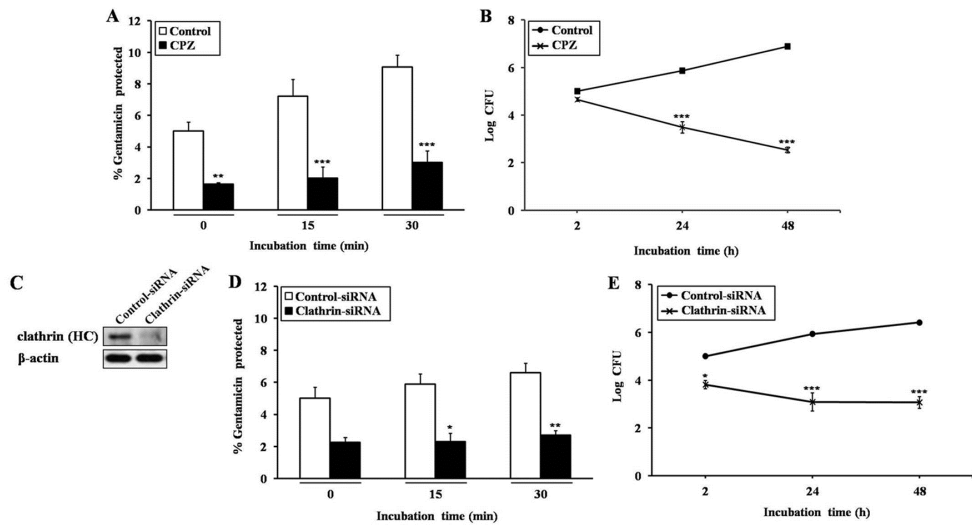 A
Control
CPZ
% Gentamicin protected
12
10
8
6
4
2
0
**
***
***
0
15
30
Incubation time (min)
B
Control
CPZ
Log CFU
8
6
4
2
0
***
***
2
24
48
Incubation time (h)
C
Control-siRNA
Clathrin-siRNA
clathrin (HC)
β-actin
D
Control-siRNA
Clathrin-siRNA
% Gentamicin protected
12
10
8
6
4
2
0
*
**
0
15
30
Incubation time (min)
E
Control-siRNA
Clathrin-siRNA
Log CFU
8
6
4
2
0
*
***
***
2
24
48
Incubation time (h)